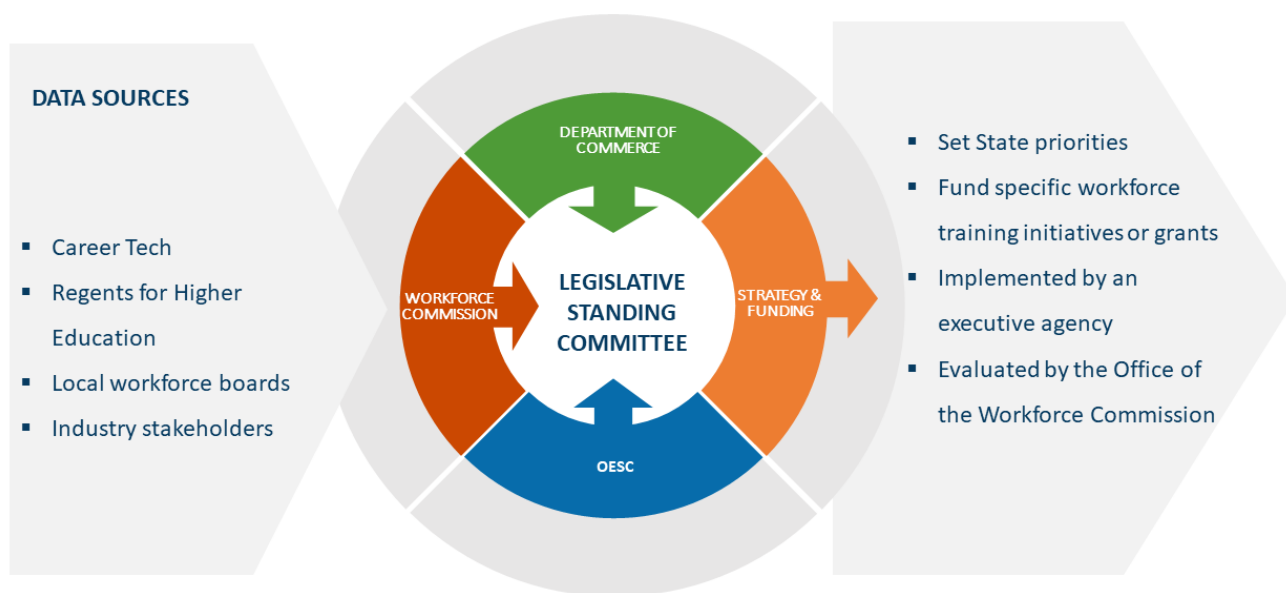 DATA SOURCES
▪ Career Tech
▪ Regents for Higher
Education
▪ Local workforce boards
▪ Industry stakeholders
DEPARTMENT OF
COMMERCE
WORKFORCE
COMMISSION
LEGISLATIVE
STANDING
COMMITTEE
STRATEGY &
FUNDING
OESC
▪ Set State priorities
▪ Fund specific workforce
training initiatives or grants
▪ Implemented by an
executive agency
▪ Evaluated by the Office of
the Workforce Commission